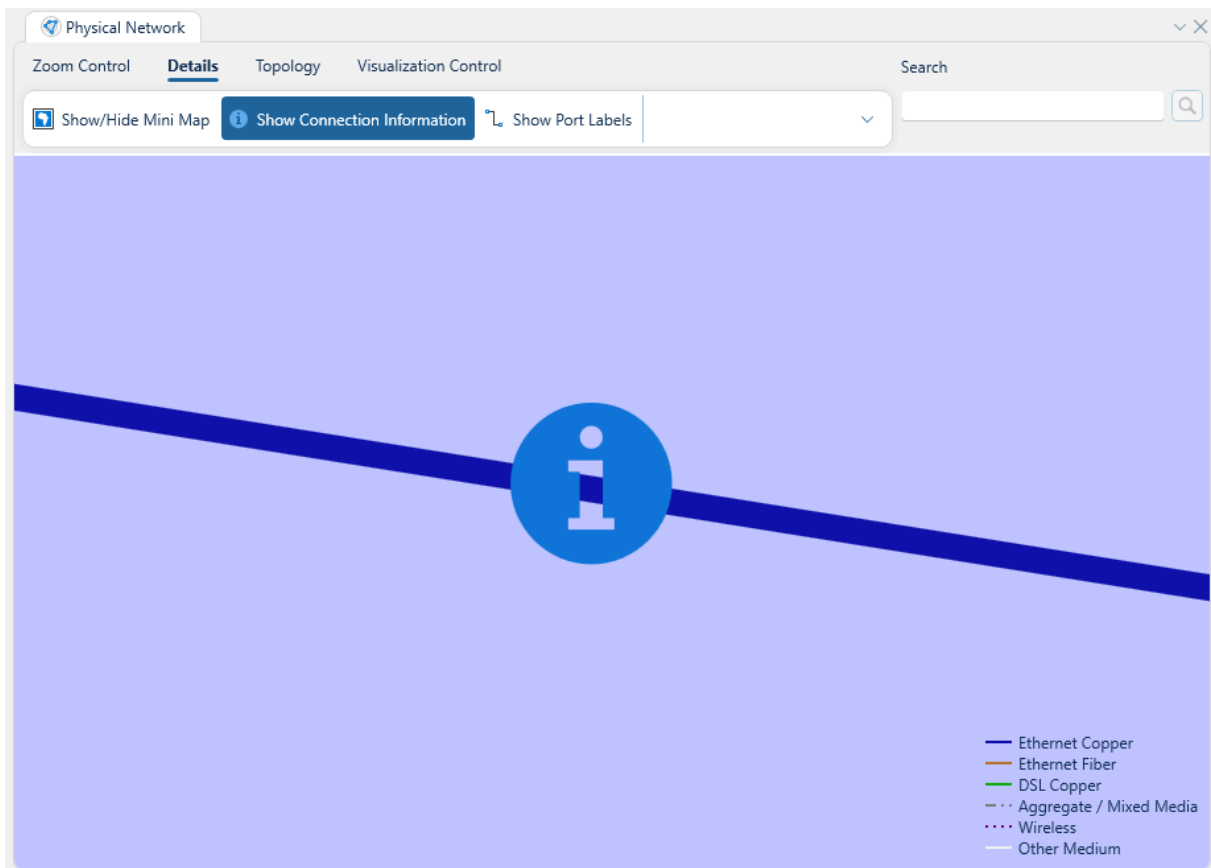 Physical Network
Zoom Control Details Topology Visualization Control Search
Show/Hide Mini Map Show Connection Information Show Port Labels
Ethernet Copper
Ethernet Fiber
DSL Copper
Aggregate / Mixed Media
Wireless
Other Medium